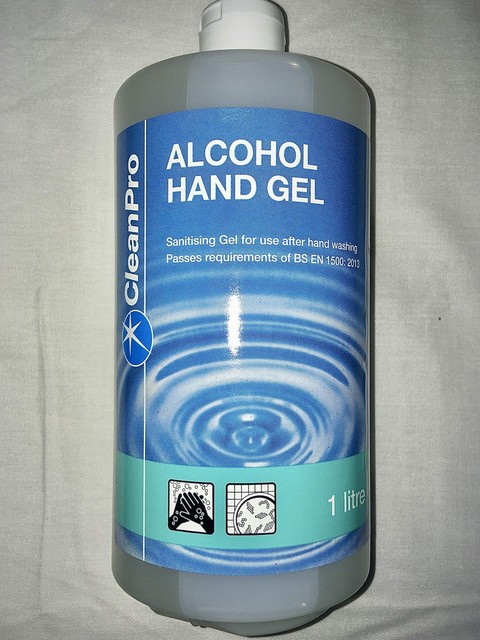 ALCOHOL
HAND GEL
Sanitising Gel for use after hand washing
Passes requirements of BS EN 1500: 2013
CleanPro
1 litre